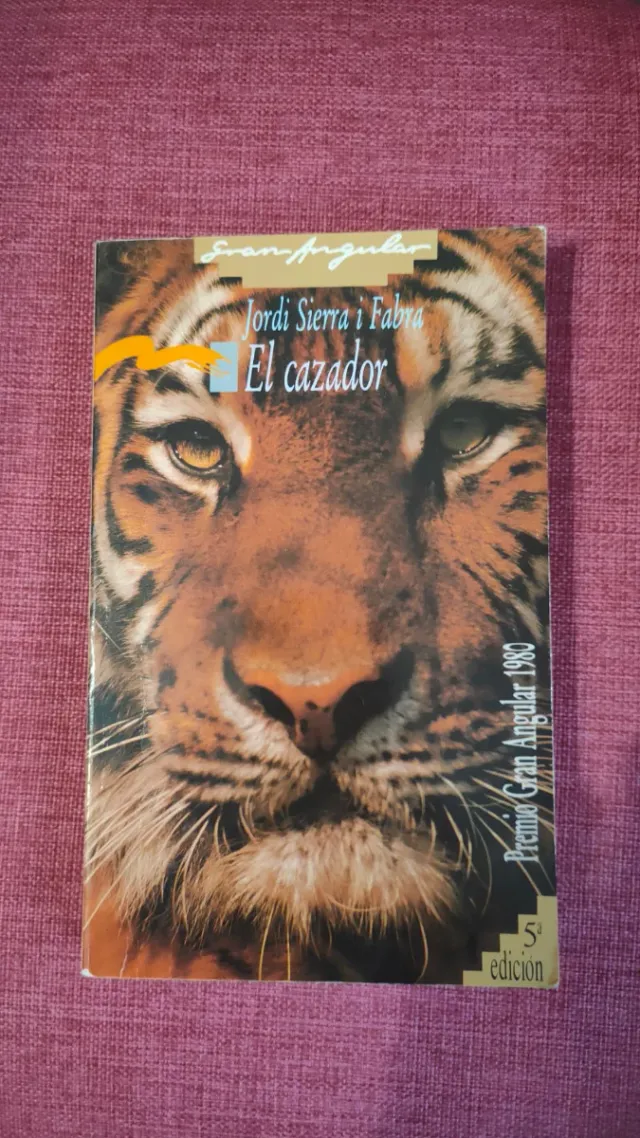 Gran Angular
Jordi Sierra i Fabra
El cazador
Premio Gran Angular 1980
5ª
edición